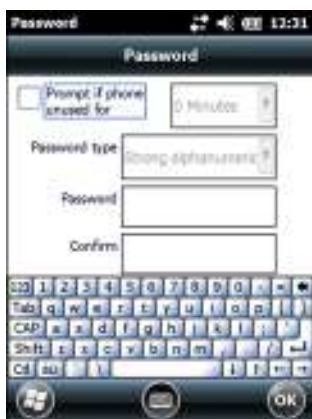 Password 12:31
Password
Prompt if phone
unused for
0 Minutes
Password type
Strong alphanumeric
Password
Confirm
123 1 2 3 4 5 6 7 8 9 0 - =
Tab q w e r t y u i o p [ ]
CAP a s d f g h j k l ; '
Shift z x c v b n m , . /
Ctl áü ` \
OK